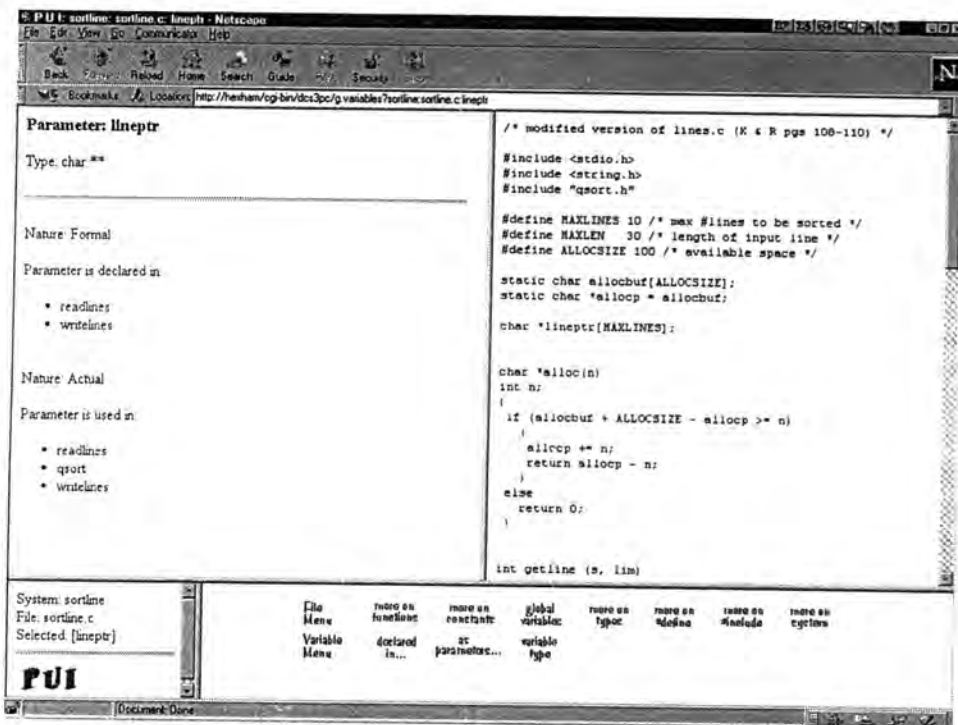 P U I: sortline: sortline.c: lineptr - Netscape
File Edit View Go Communicator Help
Back Forward Reload Home Search Guide Print Security
Bookmarks Location: http://hexham/cgi-bin/dcs3pc/g.variables?sortline:sortline.c:lineptr
Parameter: lineptr
Type: char **
Nature: Formal
Parameter is declared in:
• readlines
• writelines
Nature: Actual
Parameter is used in:
• readlines
• qsort
• writelines
/* modified version of lines.c (K & R pgs 108-110) */
#include <stdio.h>
#include <string.h>
#include "qsort.h"
#define MAXLINES 10 /* max #lines to be sorted */
#define MAXLEN 30 /* length of input line */
#define ALLOCSIZE 100 /* available space */
static char allocbuf[ALLOCSIZE];
static char *allocp = allocbuf;
char *lineptr[MAXLINES];
char *alloc(n)
int n;
{
if (allocbuf + ALLOCSIZE - allocp >= n)
{
allocp += n;
return allocp - n;
}
else
return 0;
}
int getline (s, lim)
System: sortline
File: sortline.c
Selected: [lineptr]
PUI
File Menu more on functions more on constants global variables more on types more on #define more on #include more on system
Variable Menu declared in... as parameters... variable type
Document: Done